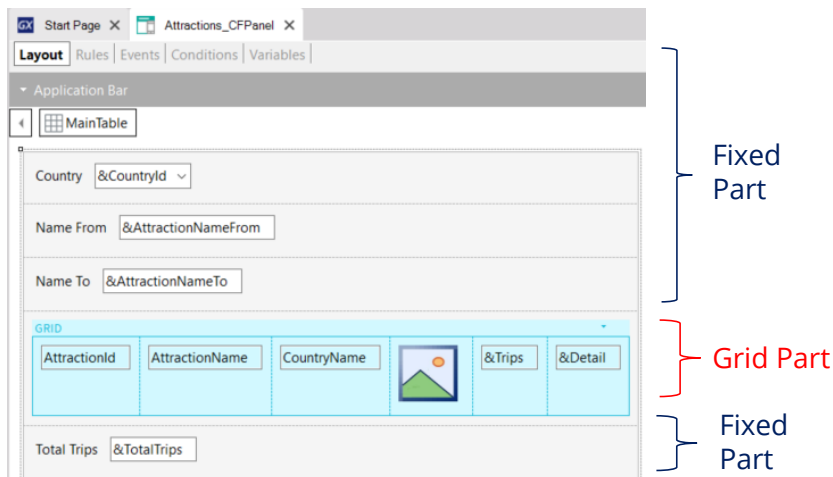 GX Start Page X Attractions_CFPanel X
Layout Rules Events Conditions Variables
Application Bar
MainTable
Country &CountryId
Name From &AttractionNameFrom
Name To &AttractionNameTo
GRID
AttractionId AttractionName CountryName &Trips &Detail
Total Trips &TotalTrips
Fixed
Part
Grid Part
Fixed
Part